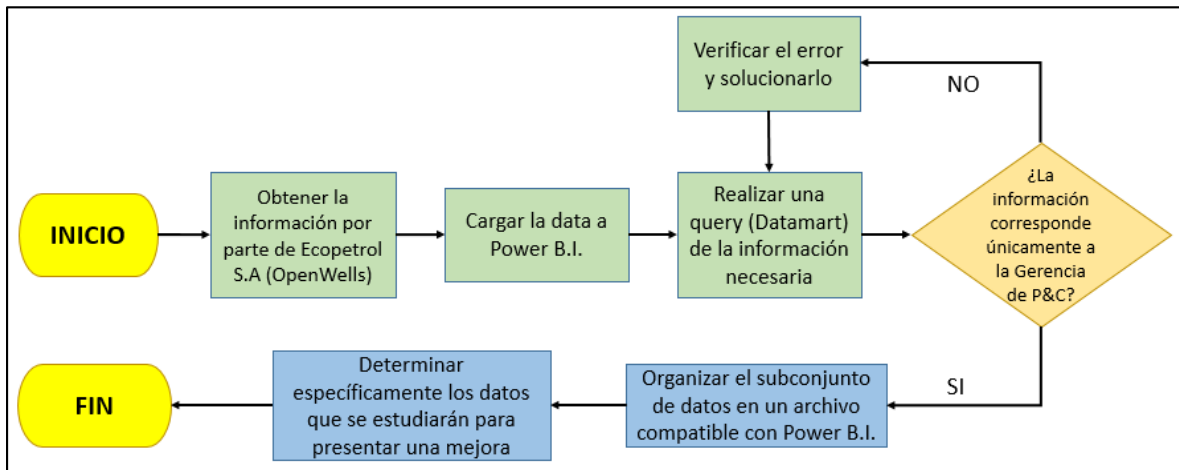 INICIO
Obtener la
información por
parte de Ecopetrol
S.A (OpenWells)
Cargar la data a
Power B.I.
Verificar el error
y solucionarlo
Realizar una
query (Datamart)
de la información
necesaria
¿La
información
corresponde
únicamente a
la Gerencia
de P&C?
NO
SI
Organizar el subconjunto
de datos en un archivo
compatible con Power B.I.
Determinar
específicamente los datos
que se estudiarán para
presentar una mejora
FIN